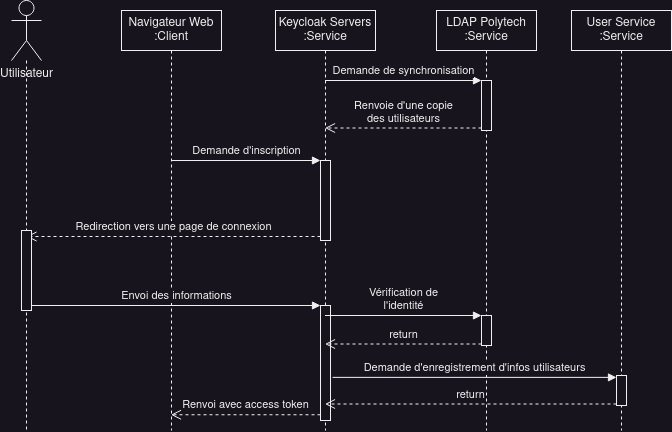 Navigateur Web
:Client
Keycloak Servers
:Service
LDAP Polytech
:Service
User Service
:Service
Utilisateur
Demande de synchronisation
Renvoie d'une copie
des utilisateurs
Demande d'inscription
Redirection vers une page de connexion
Envoi des informations
Vérification de
l'identité
return
Demande d'enregistrement d'infos utilisateurs
return
Renvoi avec access token